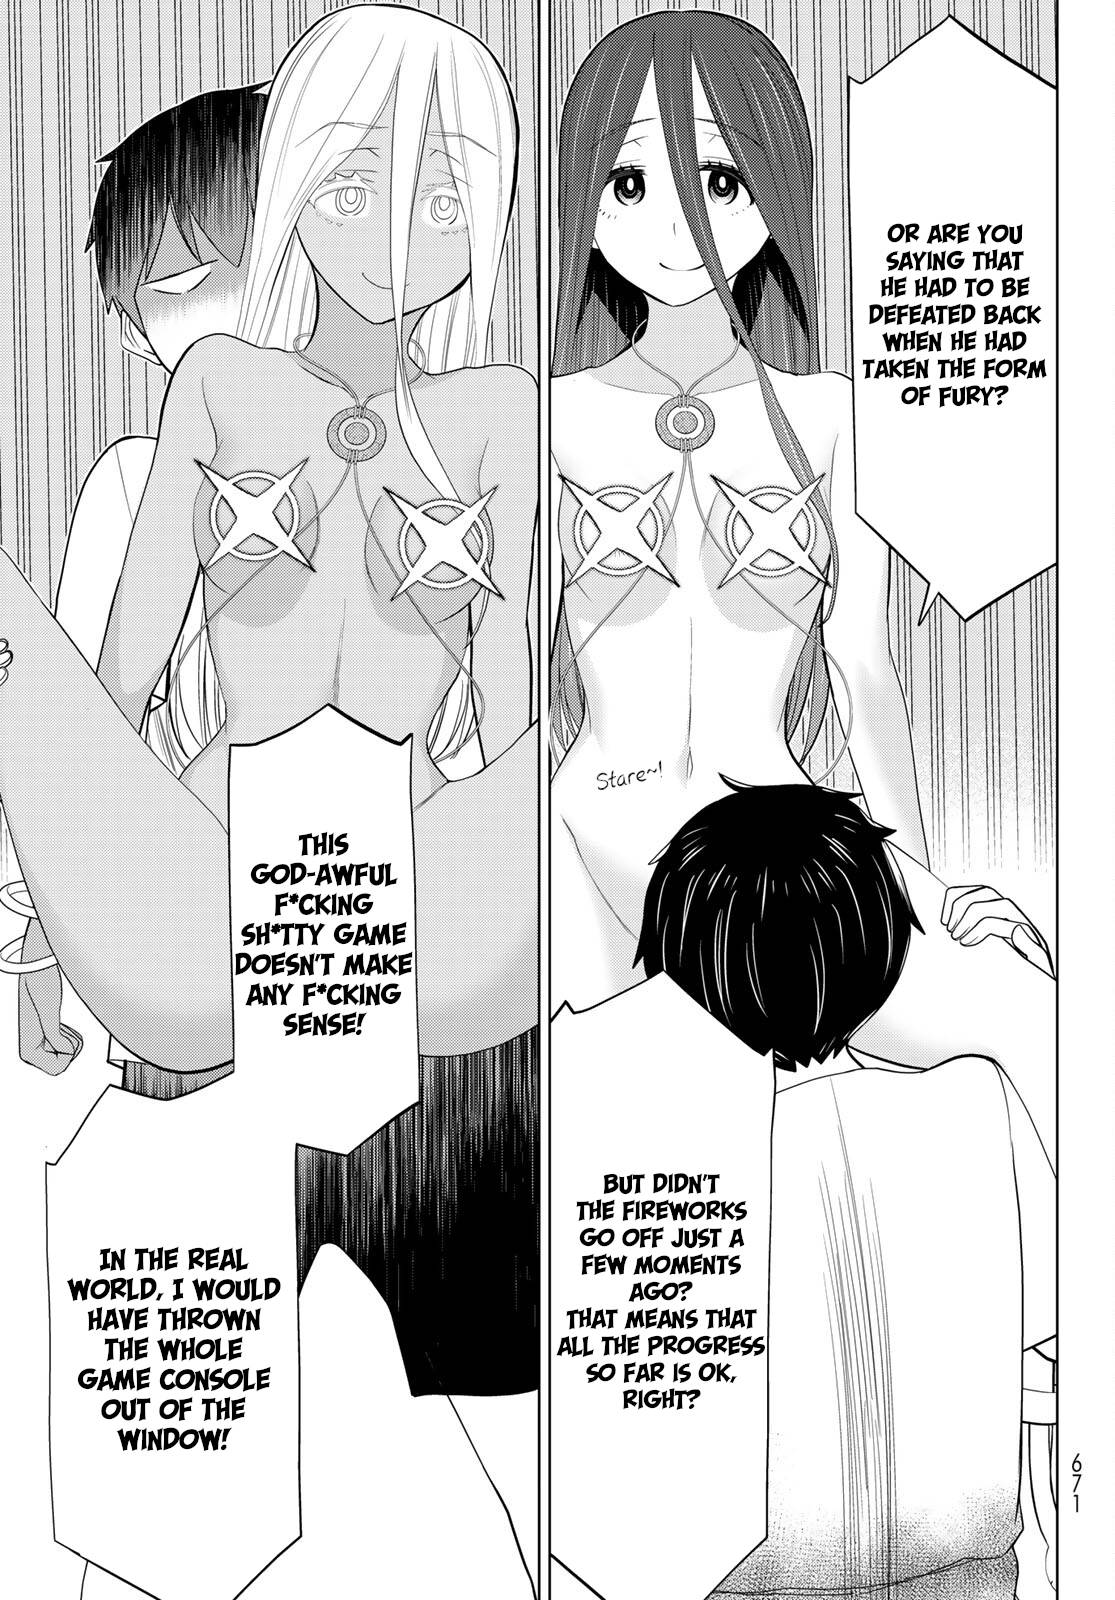 OR ARE YOU
SAYING THAT
HE HAD TO BE
DEFEATED BACK
WHEN HE HAD
TAKEN THE FORM
OF FURY?
Stare~!
BUT DIDN'T
THE FIREWORKS
GO OFF JUST A
FEW MOMENTS
AGO?
THAT MEANS THAT
ALL THE PROGRESS
SO FAR IS OK,
RIGHT?
THIS
GOD-AWFUL
F*CKING
SH*TTY GAME
DOESN'T MAKE
ANY F*CKING
SENSE!
IN THE REAL
WORLD, I WOULD
HAVE THROWN
THE WHOLE
GAME CONSOLE
OUT OF THE
WINDOW!
671